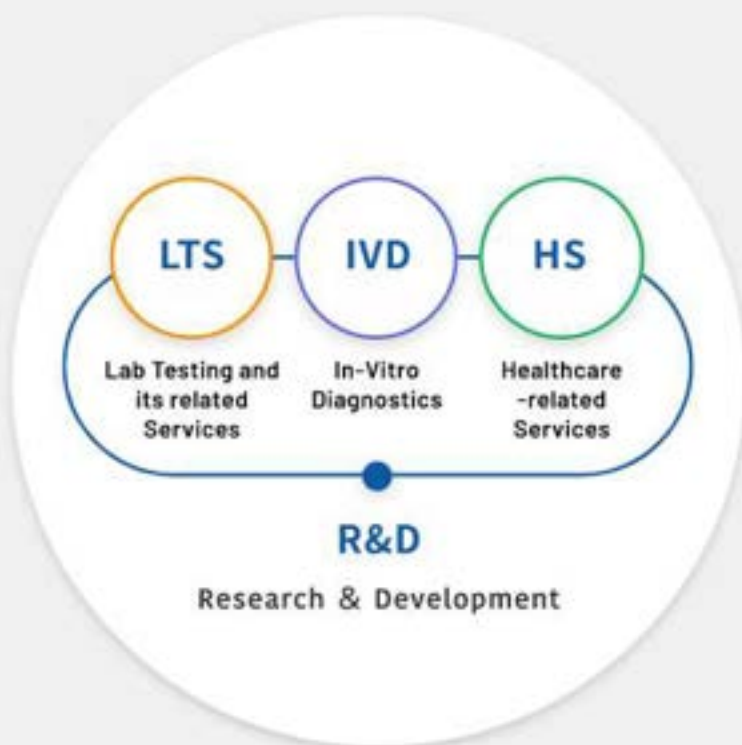 LTS
IVD
HS
Lab Testing and
its related
Services
In-Vitro
Diagnostics
Healthcare
-related
Services
R&D
Research & Development